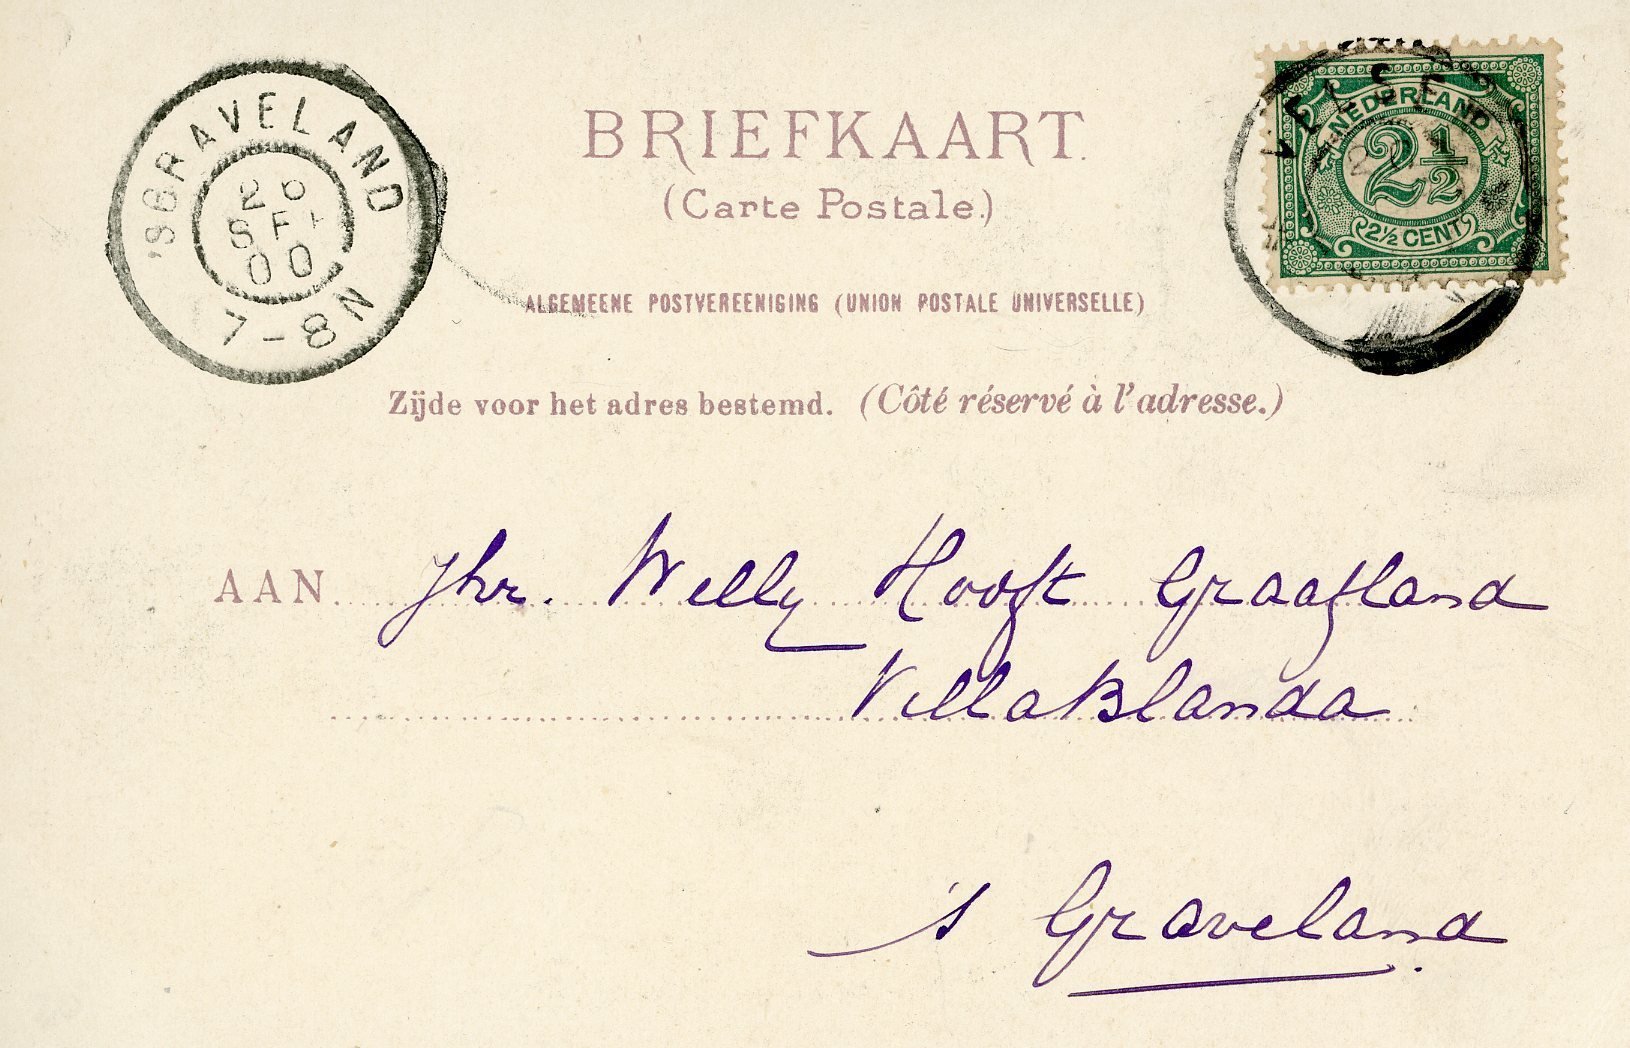 'SGRAVELAND
20
SEP
00
7-8N
BRIEFKAART.
(Carte Postale.)
NEDERLAND
2½
2½ CENT
ALGEMEENE POSTVEREENIGING (UNION POSTALE UNIVERSELLE)
Zijde voor het adres bestemd. (Côté réservé à l'adresse.)
AAN Jhr. Willy Hooft Graafland
Villa Blanda
's Graveland.